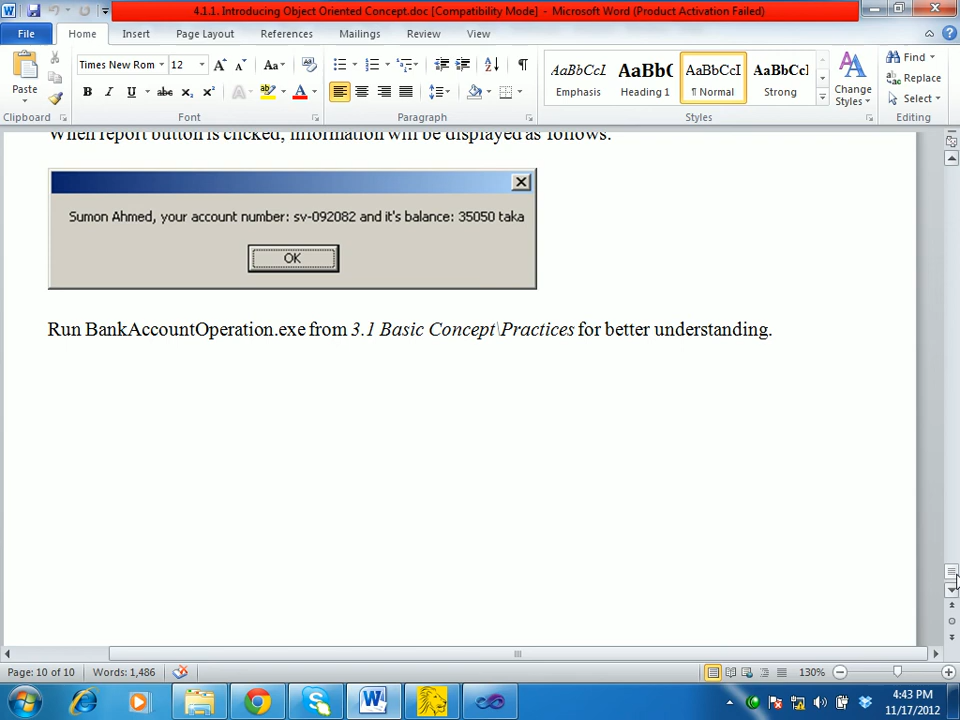 4.1.1. Introducing Object Oriented Concept.doc [Compatibility Mode] - Microsoft Word (Product Activation Failed)
File Home Insert Page Layout References Mailings Review View
Paste
Times New Rom 12
AaBbCcI AaBbC AaBbCcI AaBbCcl
Emphasis Heading 1 ¶ Normal Strong
Change Styles
Find
Replace
Select
Clipboard Font Paragraph Styles Editing
When report button is clicked, information will be displayed as follows:
Sumon Ahmed, your account number: sv-092082 and it's balance: 35050 taka
OK
Run BankAccountOperation.exe from 3.1 Basic Concept\Practices for better understanding.
Page: 10 of 10 Words: 1,486 130%
4:43 PM
11/17/2012